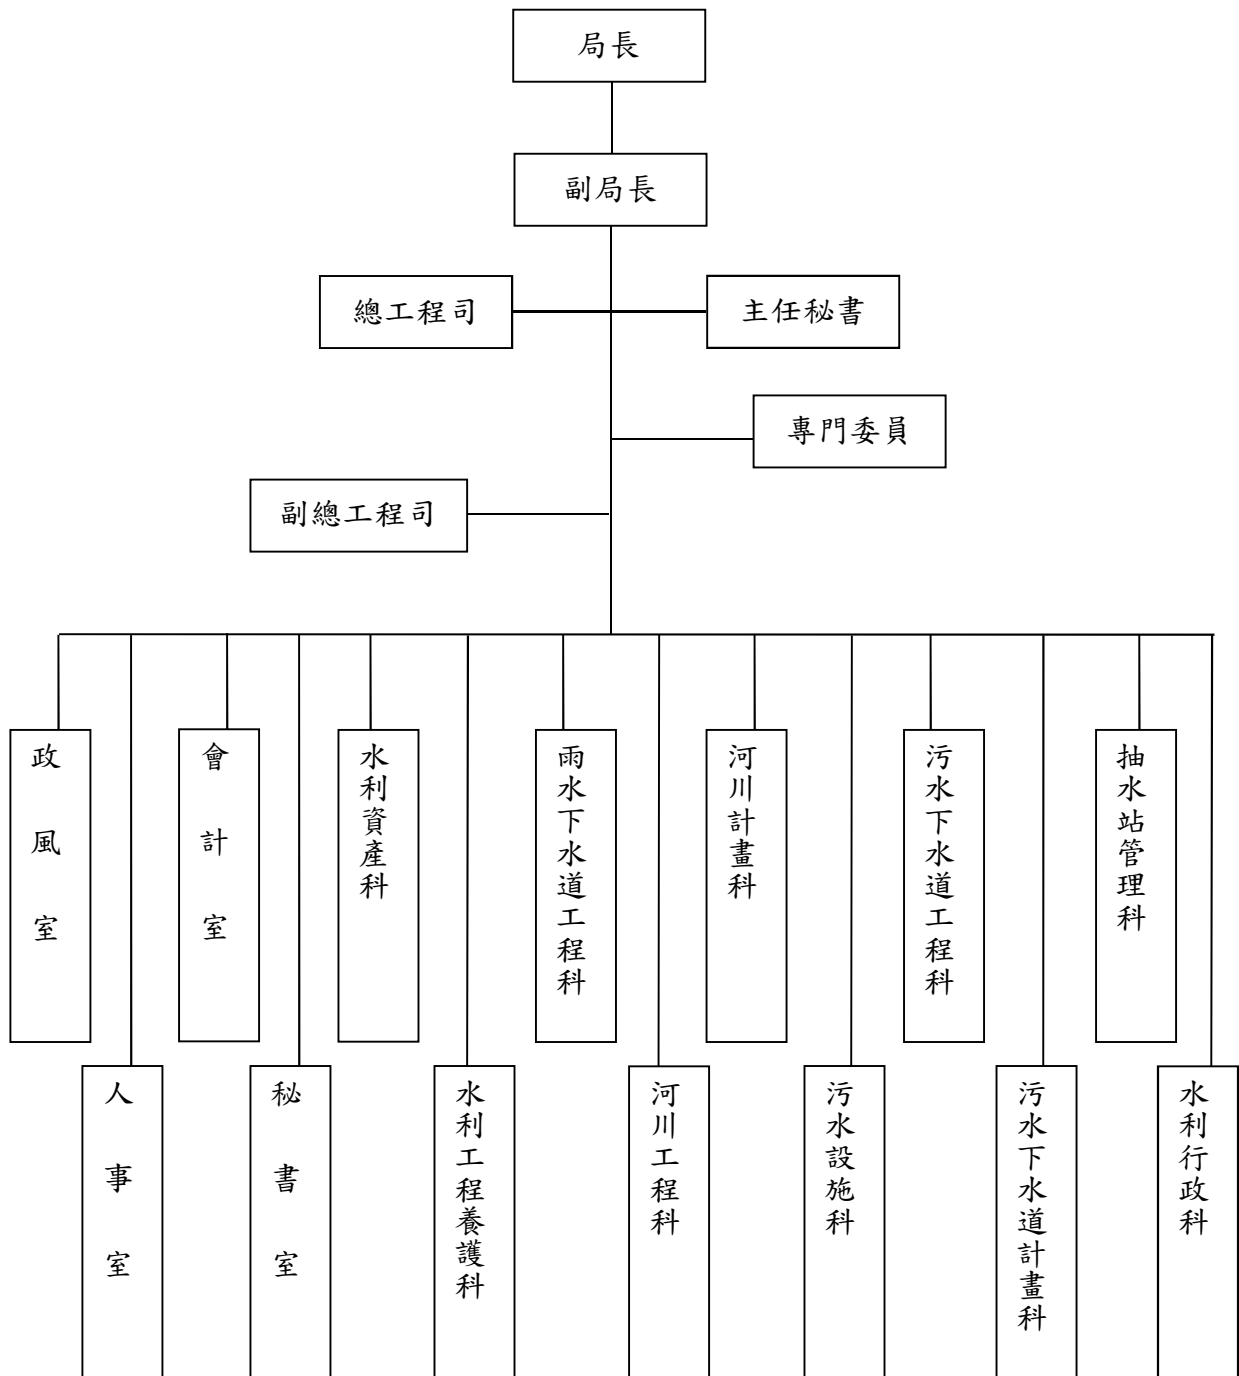 局長
副局長
總工程司
主任秘書
專門委員
副總工程司
政風室
會計室
水利資產科
雨水下水道工程科
河川計畫科
污水下水道工程科
抽水站管理科
人事室
秘書室
水利工程養護科
河川工程科
污水設施科
污水下水道計畫科
水利行政科